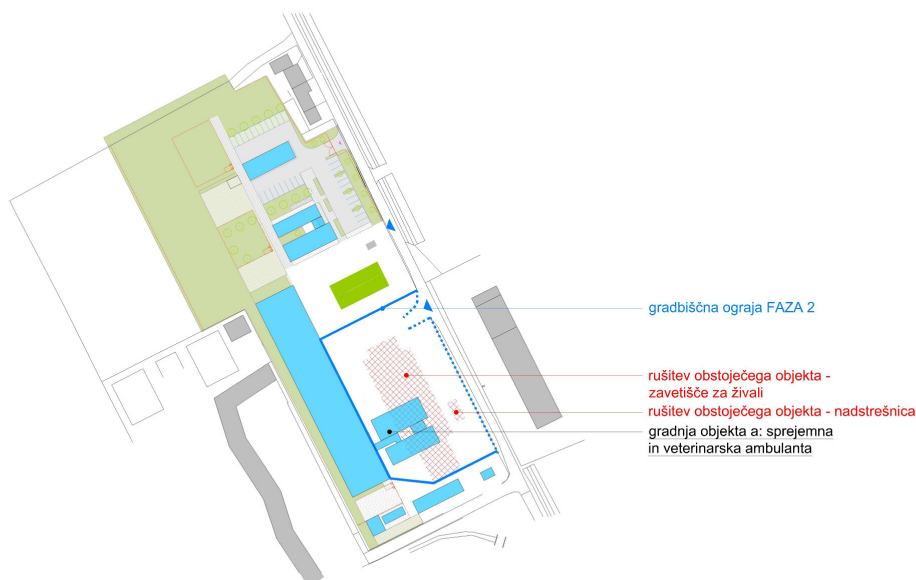 gradbiščna ograja FAZA 2
rušitev obstoječega objekta -
zavetišče za živali
rušitev obstoječega objekta - nadstrešnica
gradnja objekta a: sprejemna
in veterinarska ambulanta